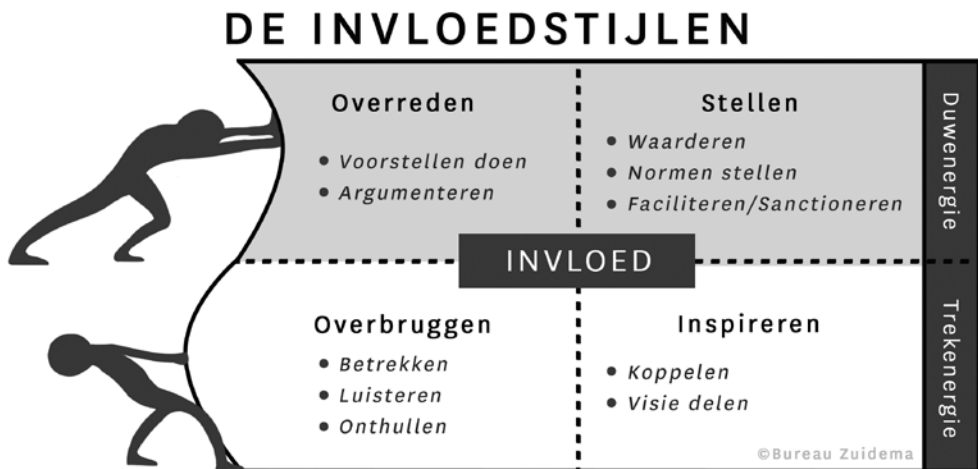 DE INVLOEDSTIJLEN
Overreden
• Voorstellen doen
• Argumenteren
Stellen
• Waarderen
• Normen stellen
• Faciliteren/Sanctioneren
Duwenergie
INVLOED
Overbruggen
• Betrekken
• Luisteren
• Onthullen
Inspireren
• Koppelen
• Visie delen
Trekenergie
©Bureau Zuidema